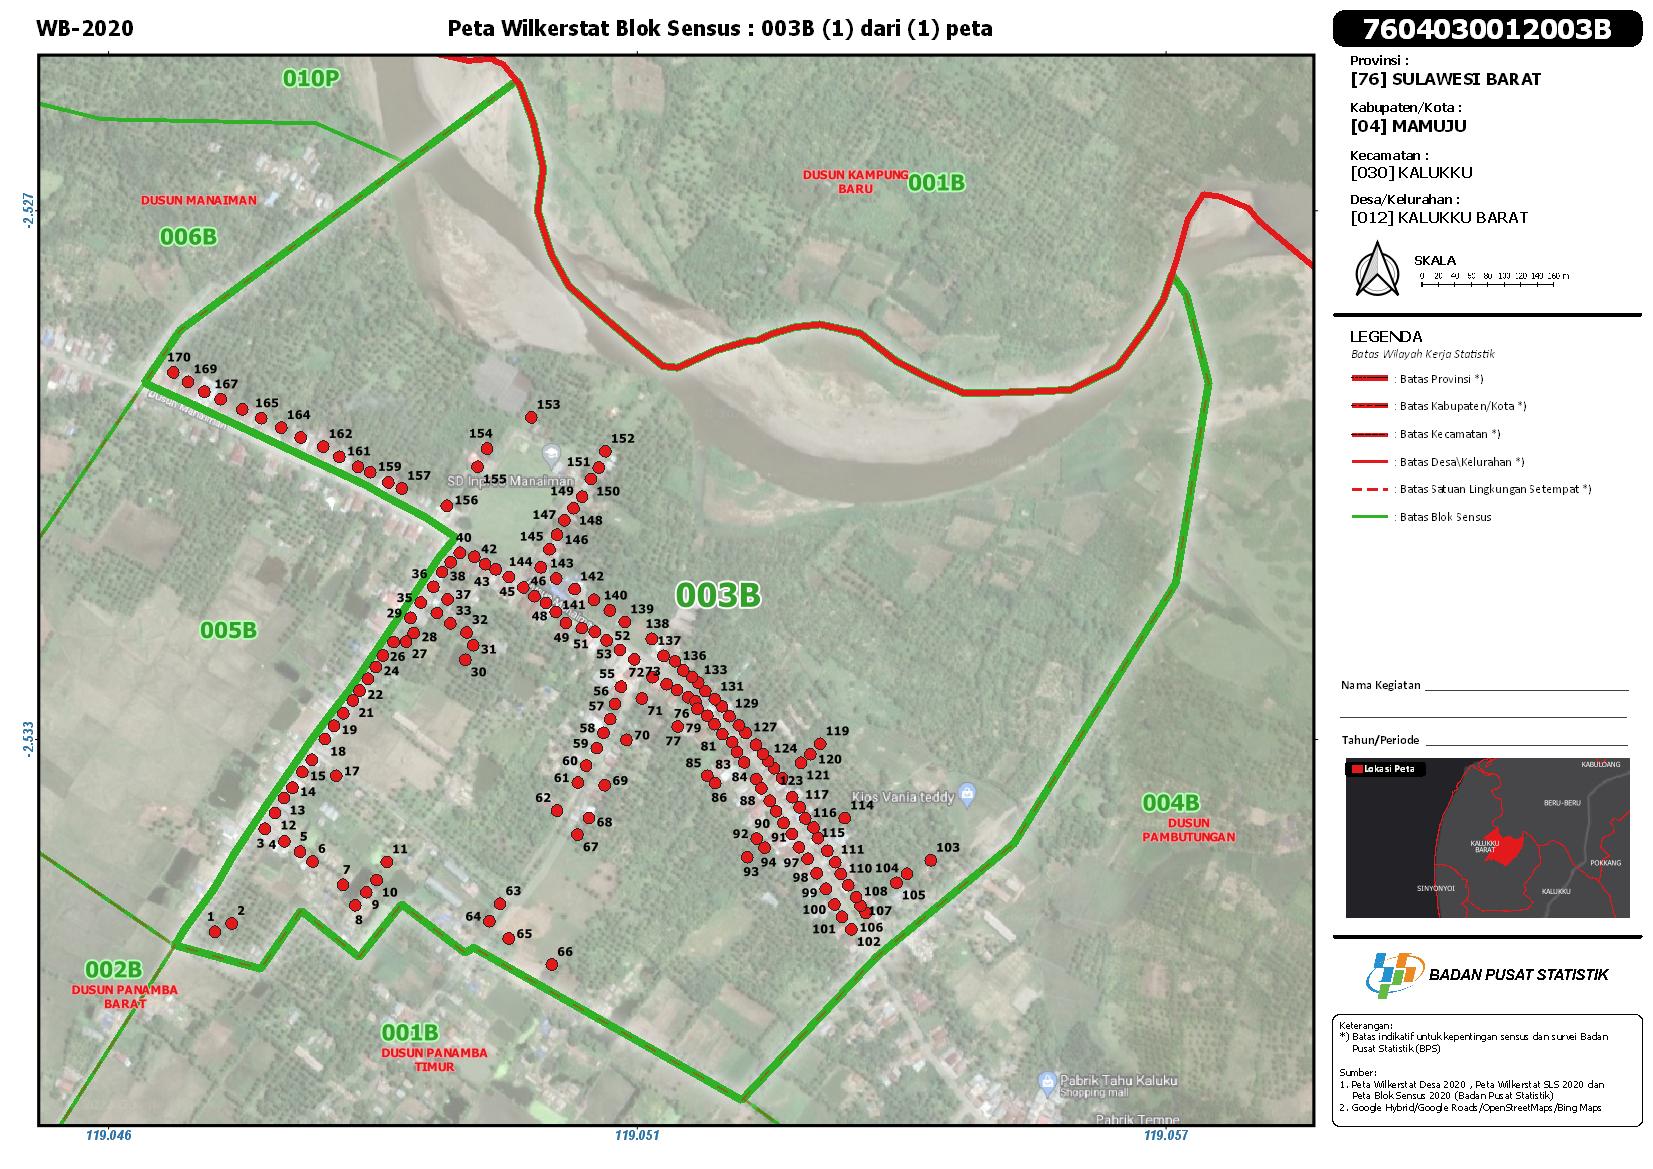 WB-2020
Peta Wilkerstat Blok Sensus : 003B (1) dari (1) peta
7604030012003B
Provinsi :
[76] SULAWESI BARAT
Kabupaten/Kota :
[04] MAMUJU
Kecamatan :
[030] KALUKKU
Desa/Kelurahan :
[012] KALUKKU BARAT
SKALA
0 20 40 60 80 100 120 140 160 m
LEGENDA
Batas Wilayah Kerja Statistik
: Batas Provinsi *)
: Batas Kabupaten/Kota *)
: Batas Kecamatan *)
: Batas Desa\Kelurahan *)
: Batas Satuan Lingkungan Setempat *)
: Batas Blok Sensus
Nama Kegiatan
Tahun/Periode
Lokasi Peta
KABULOANG
BERU-BERU
KALUKKU
BARAT
POKKANG
SINYONYOI
KALUKKU
BADAN PUSAT STATISTIK
Keterangan:
*) Batas indikatif untuk kepentingan sensus dan survei Badan
Pusat Statistik (BPS)
Sumber:
1. Peta Wilkerstat Desa 2020 , Peta Wilkerstat SLS 2020 dan
Peta Blok Sensus 2020 (Badan Pusat Statistik)
2. Google Hybrid/Google Roads/OpenStreetMaps/Bing Maps
010P
DUSUN MANAIMAN
006B
DUSUN KAMPUNG
BARU
001B
-2.527
170
169
167
165
164
162
161
159
157
Dusun Manaiman
153
154
155
SD Inpres Manaiman
156
152
151
150
149
148
147
146
145
144
143
142
141
140
139
138
137
136
133
131
129
127
124
123
40
42
43
45
46
48
49
51
52
53
55
56
57
58
59
60
61
62
36
38
37
35
33
32
31
30
29
28
27
26
24
22
21
19
18
17
15
14
13
12
3
4
5
6
7
8
9
10
11
1
2
63
64
65
66
67
68
69
70
71
72
73
76
77
79
81
83
84
85
86
88
90
91
92
93
94
97
98
99
100
101
102
103
104
105
106
107
108
110
111
114
115
116
117
119
120
121
003B
005B
-2.533
Kios Vania teddy
004B
DUSUN
PAMBUTUNGAN
002B
DUSUN PANAMBA
BARAT
001B
DUSUN PANAMBA
TIMUR
Pabrik Tahu Kaluku
Shopping mall
Pabrik Tempe
119.046
119.051
119.057